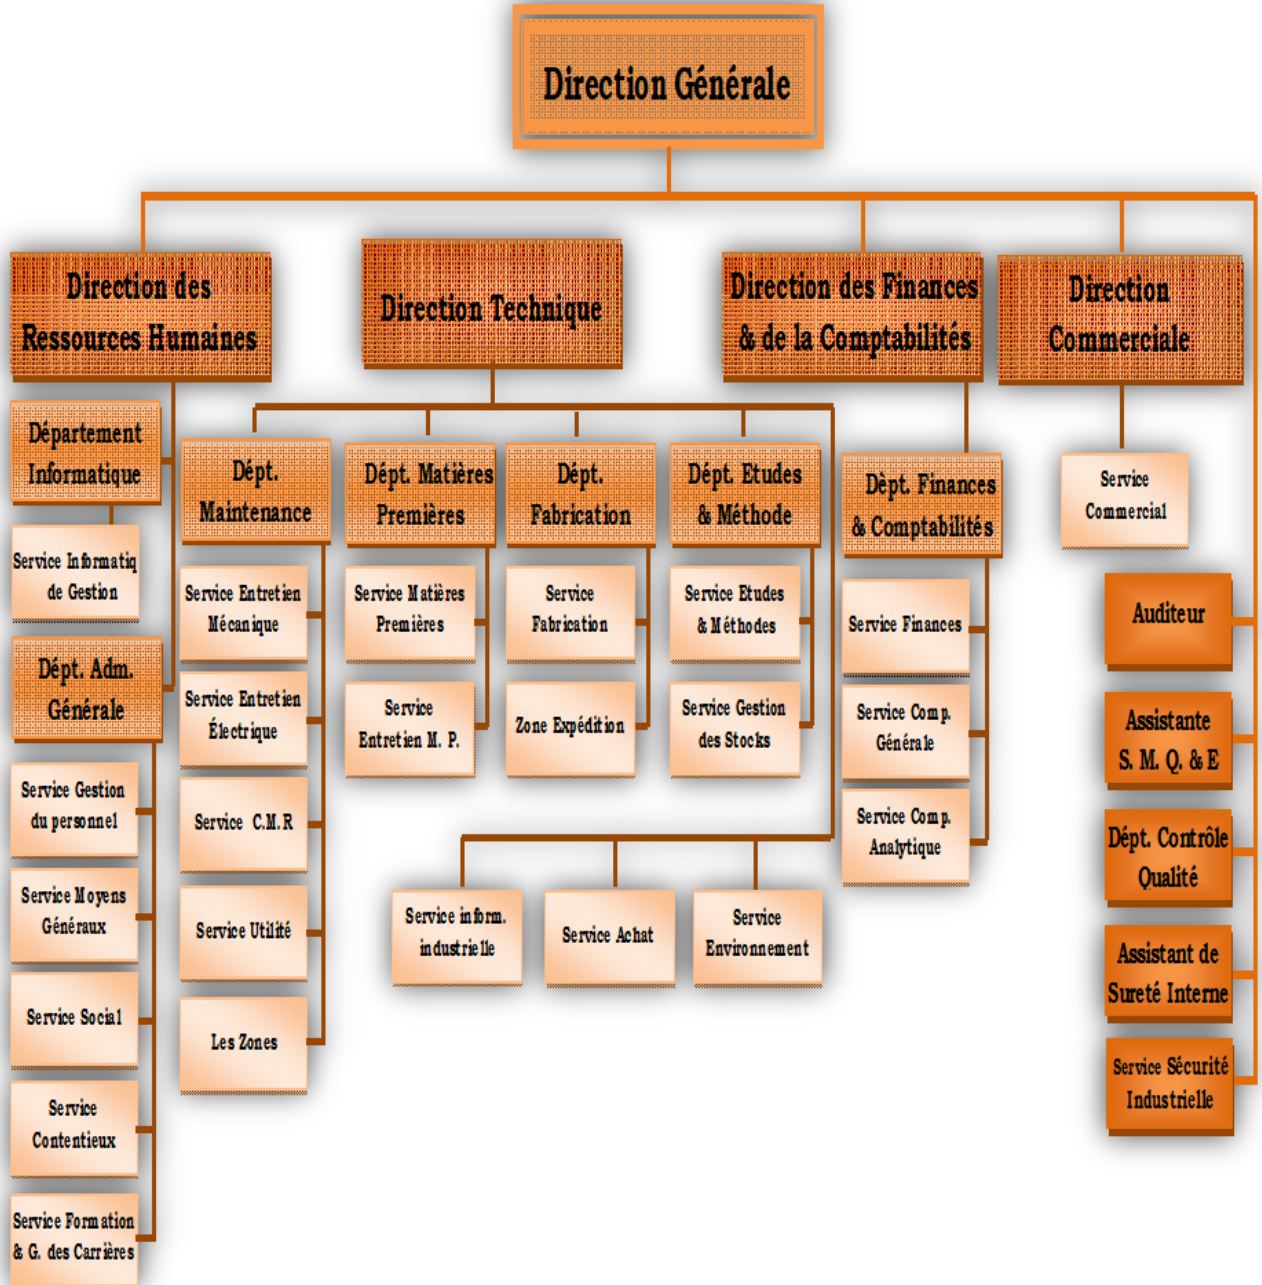 Direction Générale
Direction des
Ressources Humaines
Direction Technique
Direction des Finances
& de la Comptabilités
Direction
Commerciale
Département
Informatique
Service Informatiq
de Gestion
Dépt. Adm.
Générale
Service Gestion
du personnel
Service Moyens
Généraux
Service Social
Service
Contentieux
Service Formation
& G. des Carrières
Dépt.
Maintenance
Service Entretien
Mécanique
Service Entretien
Électrique
Service C.M.R
Service Utilité
Les Zones
Dépt. Matières
Premières
Service Matières
Premières
Service
Entretien M. P.
Dépt.
Fabrication
Service
Fabrication
Zone Expédition
Dépt. Etudes
& Méthode
Service Etudes
& Méthodes
Service Gestion
des Stocks
Service inform.
industrielle
Service Achat
Service
Environnement
Dèpt. Finances
& Comptabilités
Service Finances
Service Comp.
Générale
Service Comp.
Analytique
Service
Commercial
Auditeur
Assistante
S. M. Q. & E
Dépt. Contrôle
Qualité
Assistant de
Sureté Interne
Service Sécurité
Industrielle